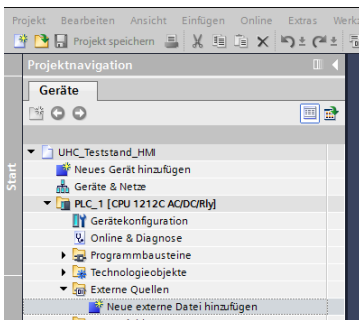 Projekt Bearbeiten Ansicht Einfügen Online Extras
Projekt speichern
Projektnavigation
Geräte
Start
UHC_Teststand_HMI
Neues Gerät hinzufügen
Geräte & Netze
PLC_1 [CPU 1212C AC/DC/Rly]
Gerätekonfiguration
Online & Diagnose
Programmbausteine
Technologieobjekte
Externe Quellen
Neue externe Datei hinzufügen